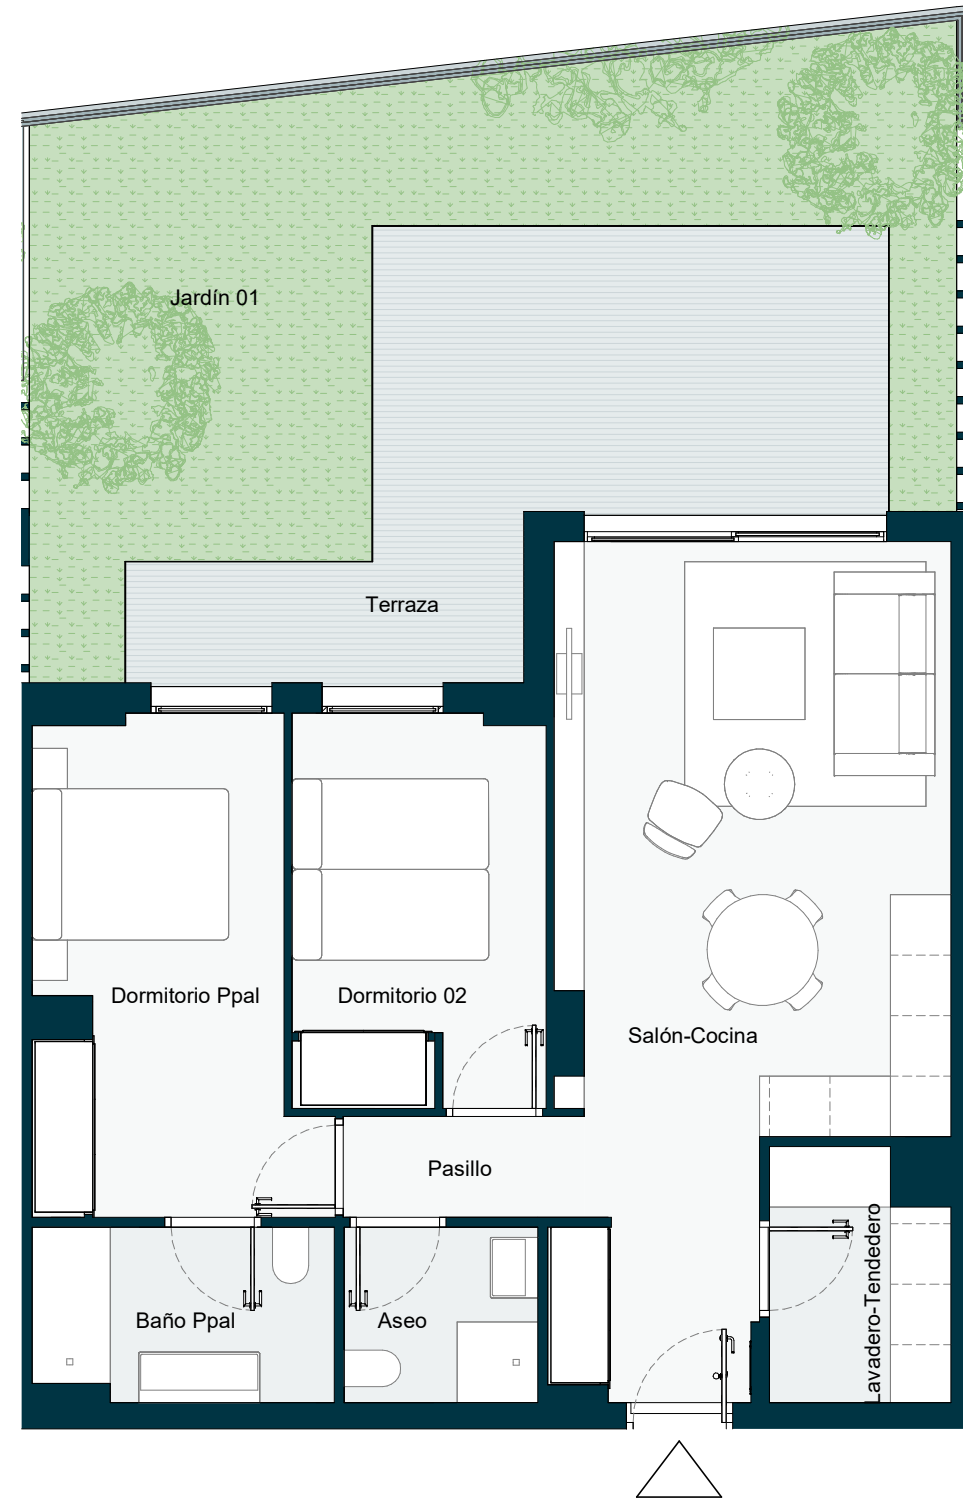 Jardín 01
Terraza
Dormitorio Ppal
Dormitorio 02
Salón-Cocina
Pasillo
Lavadero-Tendedero
Baño Ppal
Aseo